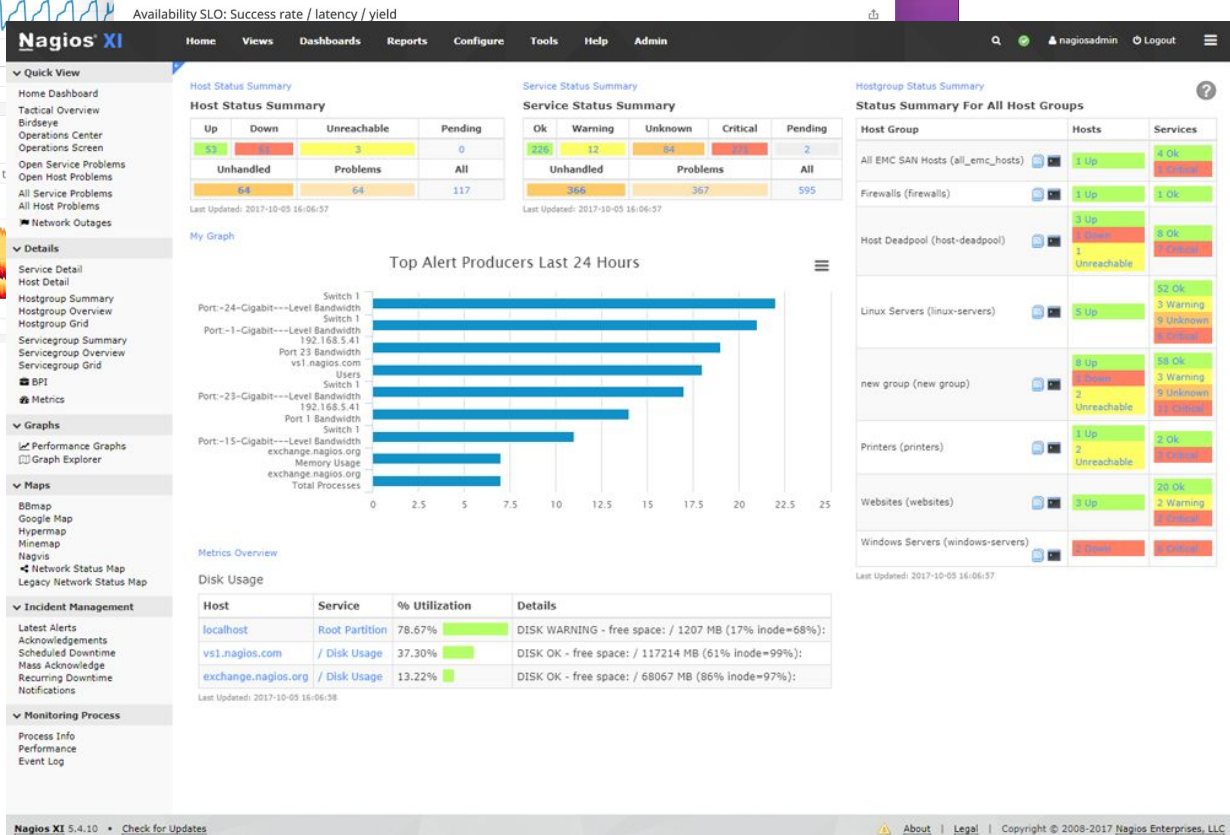 Availability SLO: Success rate / latency / yield
Nagios XI
Home Views Dashboards Reports Configure Tools Help Admin
nagiosadmin Logout
Quick View
Home Dashboard
Tactical Overview
Birdseye
Operations Center
Operations Screen
Open Service Problems
Open Host Problems
All Service Problems
All Host Problems
Network Outages
Details
Service Detail
Host Detail
Hostgroup Summary
Hostgroup Overview
Hostgroup Grid
Servicegroup Summary
Servicegroup Overview
Servicegroup Grid
BPI
Metrics
Graphs
Performance Graphs
Graph Explorer
Maps
BBmap
Google Map
Hypermap
Minemap
Nagvis
Network Status Map
Legacy Network Status Map
Incident Management
Latest Alerts
Acknowledgements
Scheduled Downtime
Mass Acknowledge
Recurring Downtime
Notifications
Monitoring Process
Process Info
Performance
Event Log
Host Status Summary
Host Status Summary
Up Down Unreachable Pending
53 61 3 0
Unhandled Problems All
64 64 117
Last Updated: 2017-10-05 16:06:57
Service Status Summary
Service Status Summary
Ok Warning Unknown Critical Pending
226 12 84 271 2
Unhandled Problems All
366 367 595
Last Updated: 2017-10-05 16:06:57
My Graph
Top Alert Producers Last 24 Hours
Switch 1
Port:-24-Gigabit---Level Bandwidth
Switch 1
Port:-1-Gigabit---Level Bandwidth
192.168.5.41
Port 23 Bandwidth
vs1.nagios.com
Users
Switch 1
Port:-23-Gigabit---Level Bandwidth
192.168.5.41
Port 1 Bandwidth
Switch 1
Port:-15-Gigabit---Level Bandwidth
exchange.nagios.org
Memory Usage
exchange.nagios.org
Total Processes
0 2.5 5 7.5 10 12.5 15 17.5 20 22.5 25
Metrics Overview
Disk Usage
Host Service % Utilization Details
localhost Root Partition 78.67% DISK WARNING - free space: / 1207 MB (17% inode=68%):
vs1.nagios.com / Disk Usage 37.30% DISK OK - free space: / 117214 MB (61% inode=99%):
exchange.nagios.org / Disk Usage 13.22% DISK OK - free space: / 68067 MB (86% inode=97%):
Last Updated: 2017-10-05 16:06:58
Hostgroup Status Summary
Status Summary For All Host Groups
Host Group Hosts Services
All EMC SAN Hosts (all_emc_hosts) 1 Up 4 Ok
Critical
Firewalls (firewalls) 1 Up 1 Ok
Host Deadpool (host-deadpool) 3 Up
1 Down
1
Unreachable
8 Ok
7 Critical
Linux Servers (linux-servers) 5 Up
52 Ok
3 Warning
9 Unknown
6 Critical
new group (new group) 8 Up
Down
2
Unreachable
58 Ok
3 Warning
9 Unknown
11 Critical
Printers (printers) 1 Up
2
Unreachable
2 Ok
Critical
Websites (websites) 3 Up
20 Ok
2 Warning
Critical
Windows Servers (windows-servers) 2 Down 6 Critical
Last Updated: 2017-10-05 16:06:57
Nagios XI 5.4.10 • Check for Updates
About | Legal | Copyright © 2008-2017 Nagios Enterprises, LLC